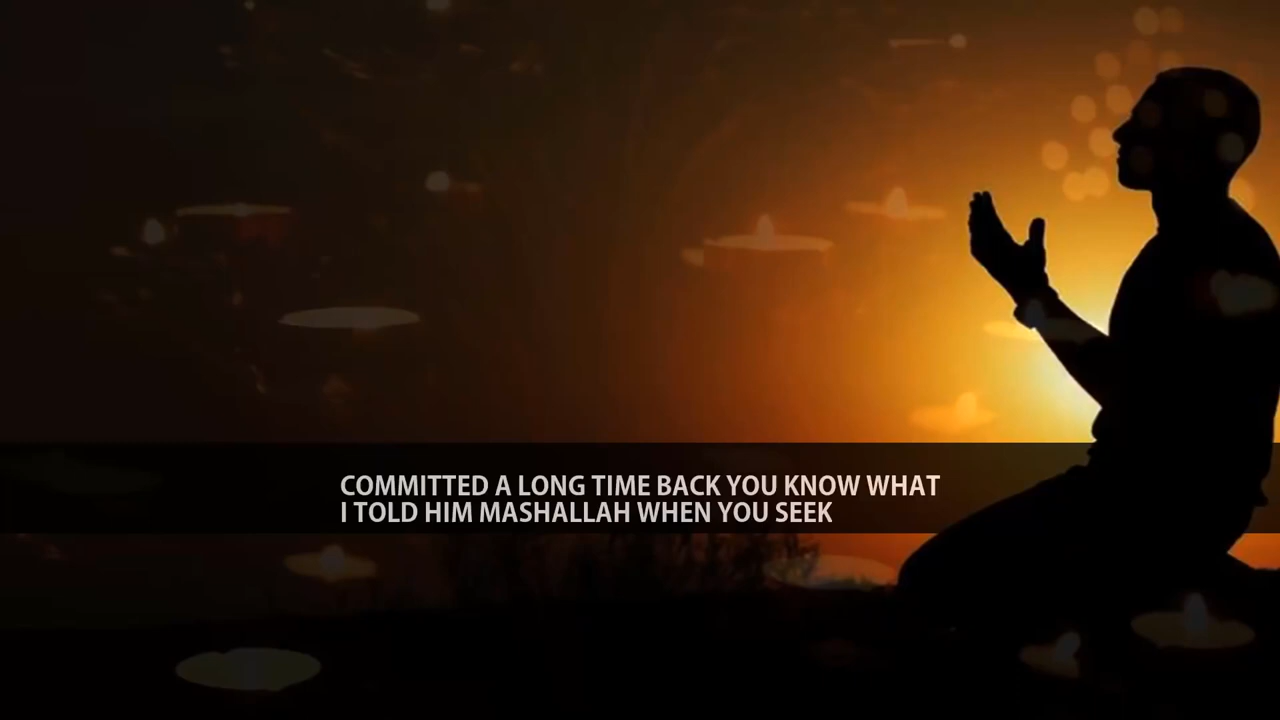 COMMITTED A LONG TIME BACK YOU KNOW WHAT
I TOLD HIM MASHALLAH WHEN YOU SEEK